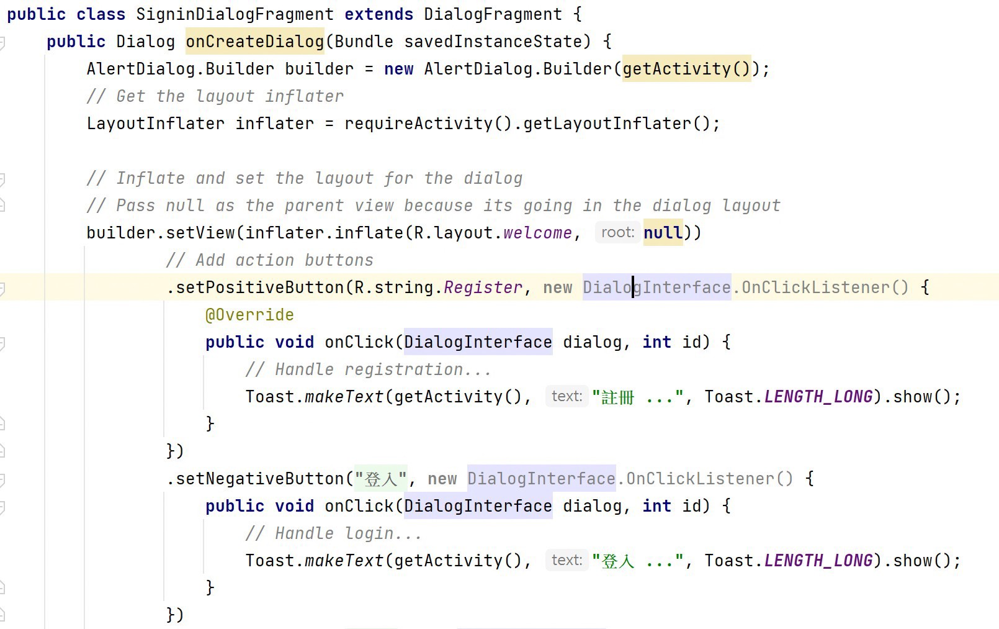 public class SigninDialogFragment extends DialogFragment {
public Dialog onCreateDialog(Bundle savedInstanceState) {
AlertDialog.Builder builder = new AlertDialog.Builder(getActivity());
// Get the layout inflater
LayoutInflater inflater = requireActivity().getLayoutInflater();
// Inflate and set the layout for the dialog
// Pass null as the parent view because its going in the dialog layout
builder.setView(inflater.inflate(R.layout.welcome, root: null))
// Add action buttons
.setPositiveButton(R.string.Register, new DialogInterface.OnClickListener() {
@Override
public void onClick(DialogInterface dialog, int id) {
// Handle registration...
Toast.makeText(getActivity(), text: "註冊 ...", Toast.LENGTH_LONG).show();
}
})
.setNegativeButton("登入", new DialogInterface.OnClickListener() {
public void onClick(DialogInterface dialog, int id) {
// Handle login...
Toast.makeText(getActivity(), text: "登入 ...", Toast.LENGTH_LONG).show();
}
})